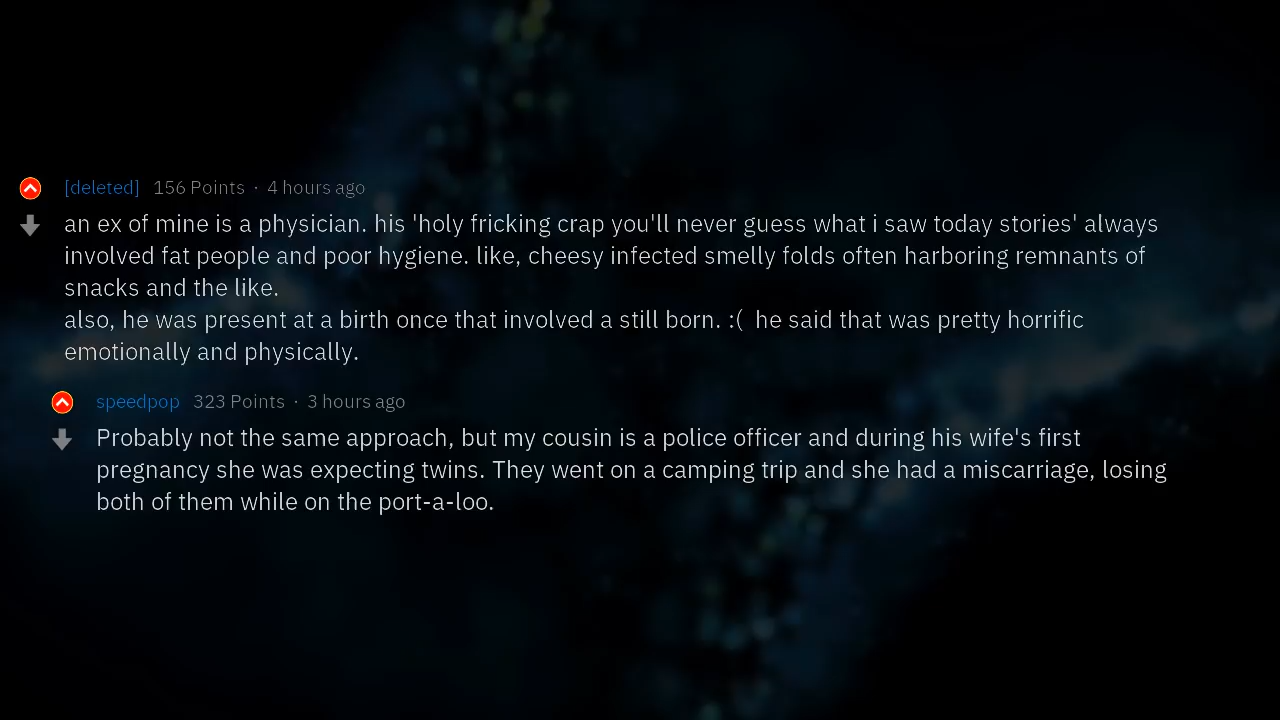 [deleted] 156 Points · 4 hours ago
an ex of mine is a physician. his 'holy fricking crap you'll never guess what i saw today stories' always
involved fat people and poor hygiene. like, cheesy infected smelly folds often harboring remnants of
snacks and the like.
also, he was present at a birth once that involved a still born. :( he said that was pretty horrific
emotionally and physically.
speedpop 323 Points · 3 hours ago
Probably not the same approach, but my cousin is a police officer and during his wife's first
pregnancy she was expecting twins. They went on a camping trip and she had a miscarriage, losing
both of them while on the port-a-loo.